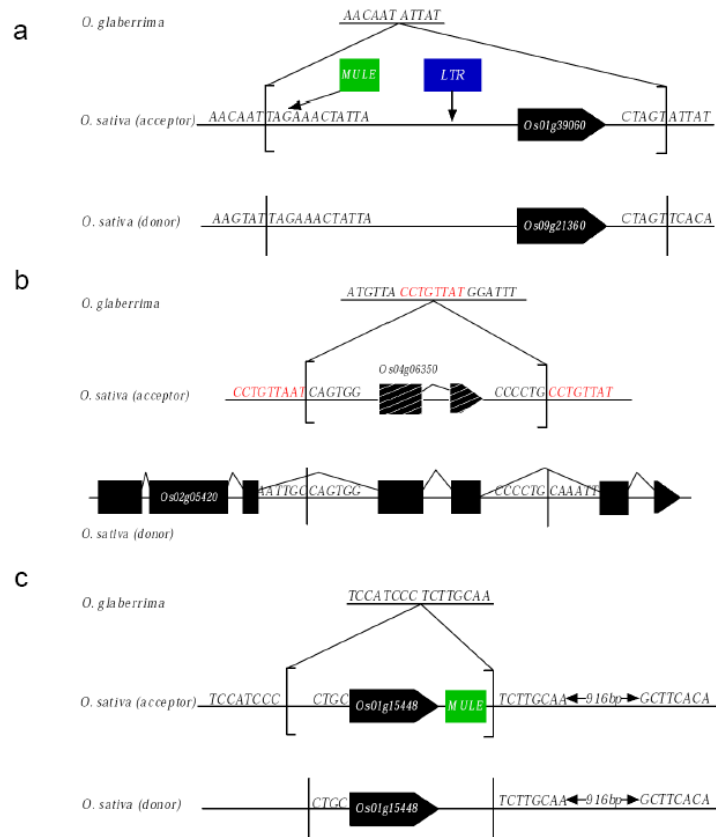 a
O. glaberrima
AACAAT ATTAT
MULE
LTR
O. sativa (acceptor)
AACAATTAGAAACTATTA
Os01g39060
CTAGTATTAT
O. sativa (donor)
AAGTATTAGAAACTATTA
Os09g21360
CTAGTTCACA
b
O. glaberrima
ATGTTA CCTGTTAT GGATTT
Os04g06350
O. sativa (acceptor)
CCTGTTAAT CAGTGG
CCCCTG CCTGTTAT
Os02g05420
AATTGC CAGTGG
CCCCTG CAAATT
O. sativa (donor)
c
O. glaberrima
TCCATCCC TCTTGCAA
O. sativa (acceptor)
TCCATCCC
CTGC
Os01g15448
MULE
TCTTGCAA
916bp
GCTTCACA
O. sativa (donor)
CTGC
Os01g15448
TCTTGCAA
916bp
GCTTCACA